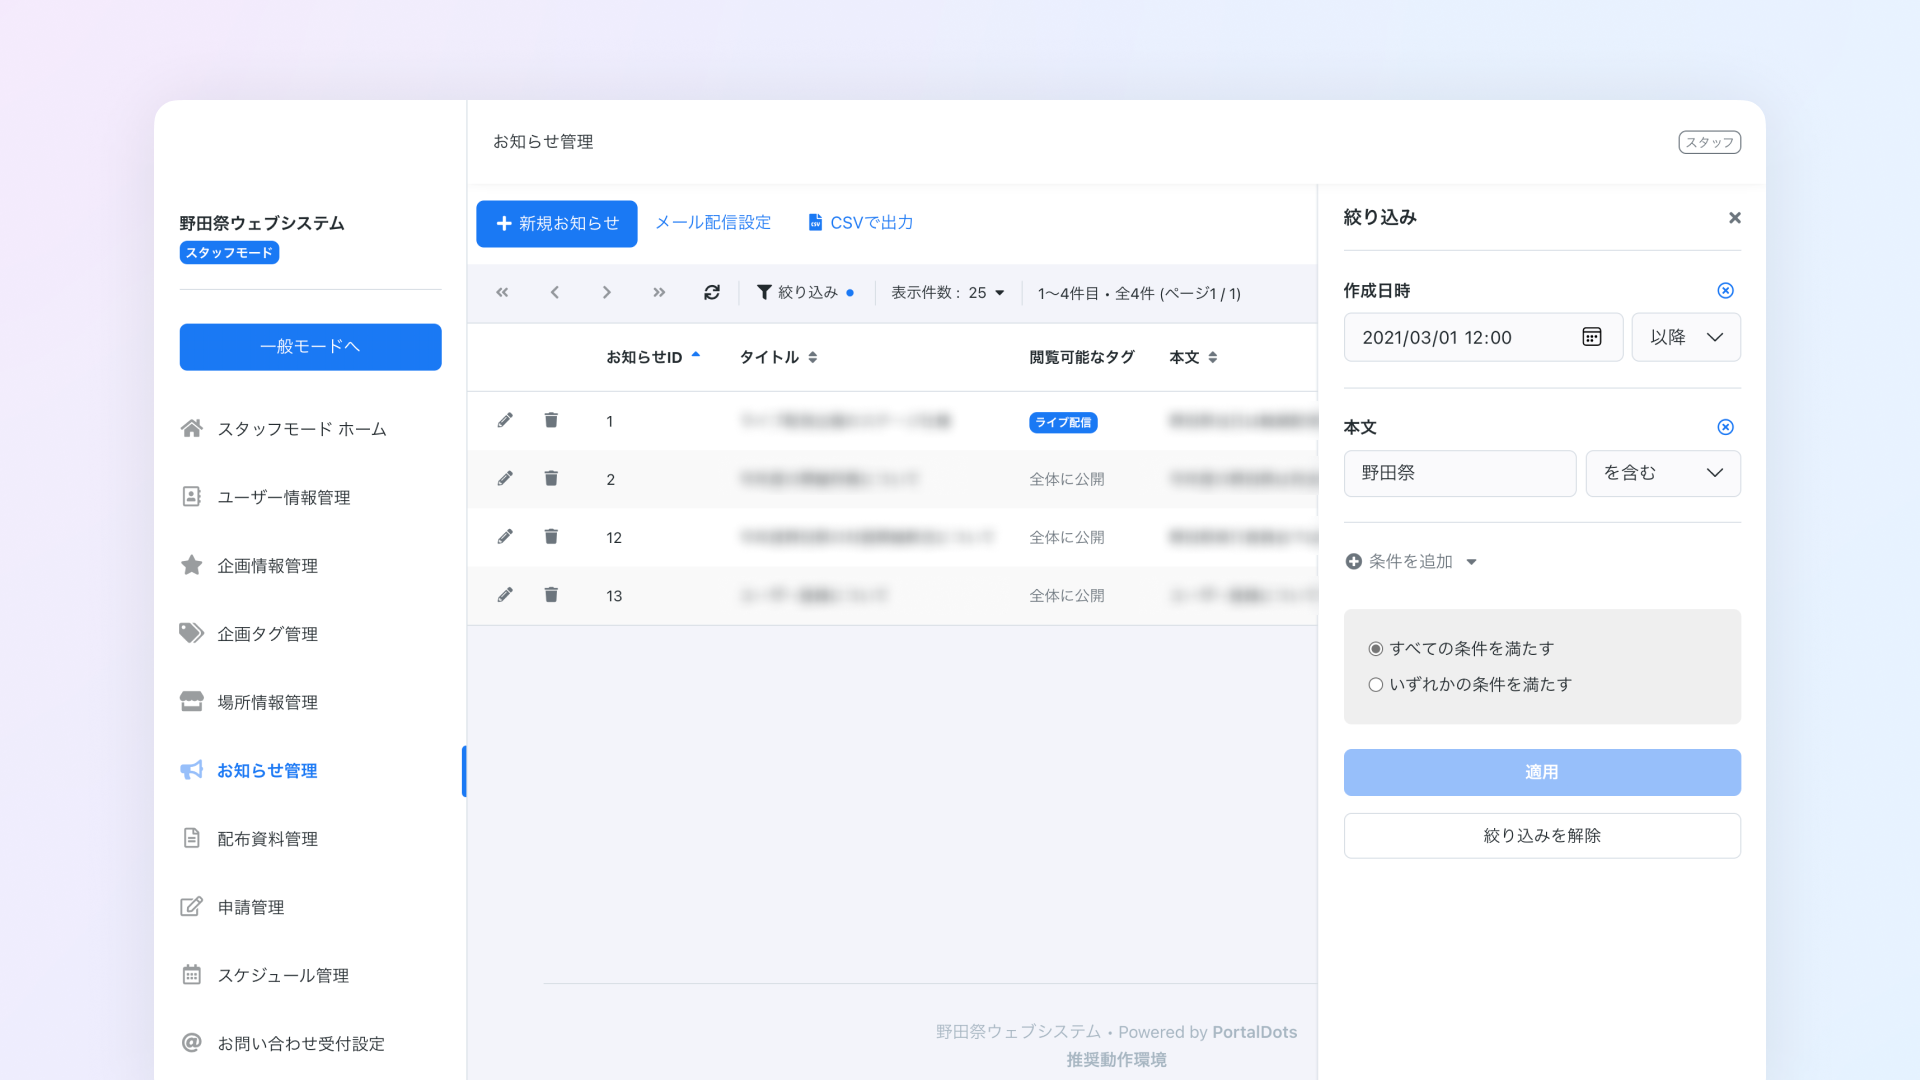 お知らせ管理
スタッフ
野田祭ウェブシステム
スタッフモード
一般モードへ
スタッフモード ホーム
ユーザー情報管理
企画情報管理
企画タグ管理
場所情報管理
お知らせ管理
配布資料管理
申請管理
スケジュール管理
お問い合わせ受付設定
新規お知らせ
メール配信設定
CSVで出力
絞り込み
表示件数 : 25
1〜4件目・全4件 (ページ1 / 1)
お知らせID タイトル 閲覧可能なタグ 本文
1 ライブ配信
2 全体に公開
12 全体に公開
13 全体に公開
野田祭ウェブシステム・Powered by PortalDots
推奨動作環境
絞り込み
作成日時
2021/03/01 12:00 以降
本文
野田祭 を含む
条件を追加
すべての条件を満たす
いずれかの条件を満たす
適用
絞り込みを解除